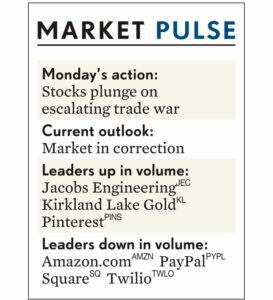 MARKET PULSE
Monday's action:
Stocks plunge on
escalating trade war
Current outlook:
Market in correction
Leaders up in volume:
Jacobs Engineering JEC
Kirkland Lake Gold KL
Pinterest PINS
Leaders down in volume:
Amazon.com AMZN PayPal PYPL
Square SQ Twilio TWLO